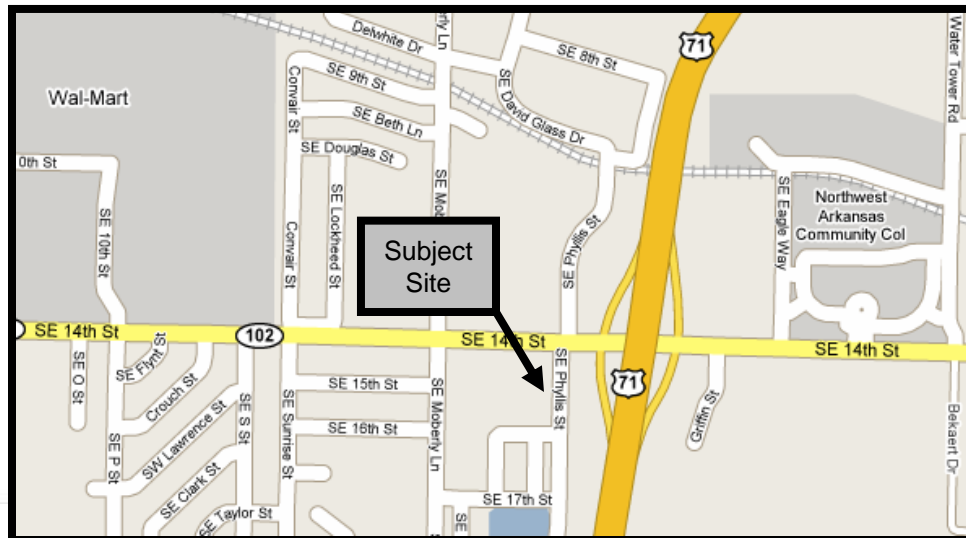 Delwhite Dr
erly Ln
SE 8th St
71
Water Tower Rd
Wal-Mart
Convair St
SE 9th St
SE David Glass Dr
SE Beth Ln
SE Douglas St
0th St
SE Lockheed St
SE Mob
SE Eagle Way
Northwest
Arkansas
Community Col
SE 10th St
Convair St
Subject
Site
SE Phyllis St
SE 14th St
102
SE 14th St
SE 14th St
SE O St
SE Flynt St
Crouch St
SE 15th St
SE Phyllis St
71
Griffin St
SE P St
SW Lawrence St
SE S St
SE Sunrise St
SE 16th St
SE Moberly Ln
Bekaert Dr
SE Clark St
SE 17th St
SE Taylor St
SE